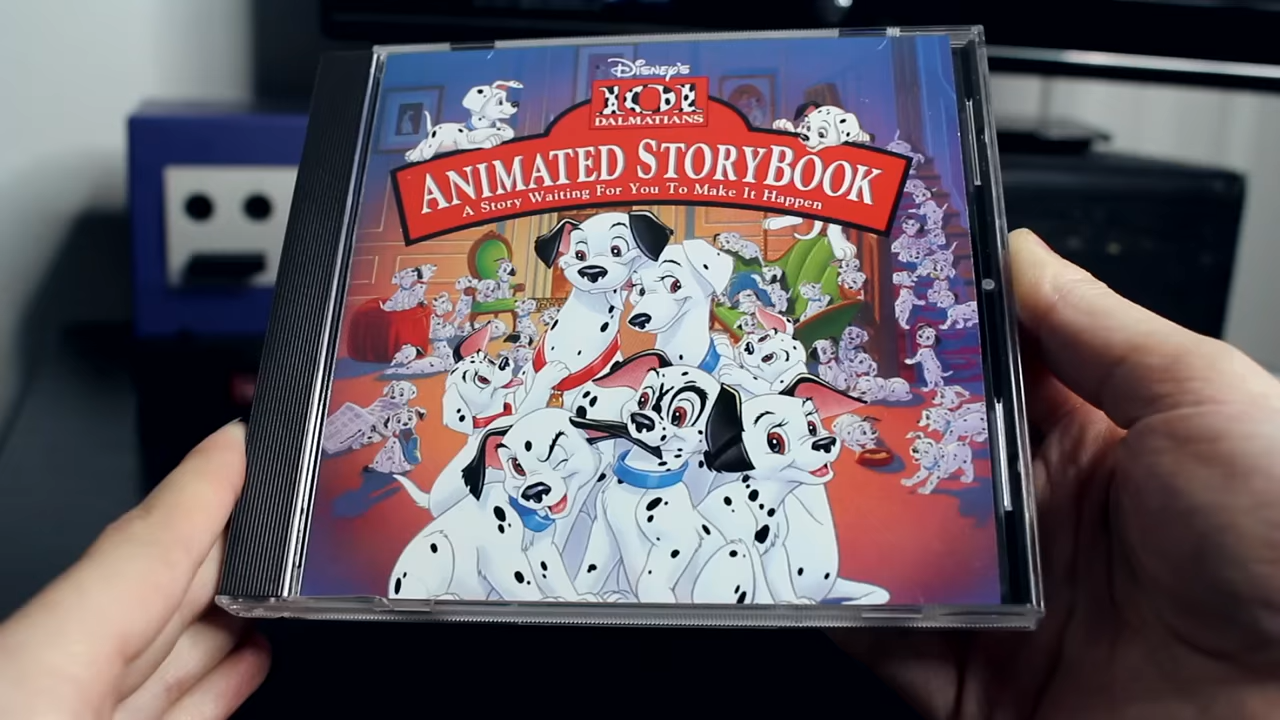 Disney's
101
DALMATIANS
ANIMATED STORYBOOK
A Story Waiting For You To Make It Happen